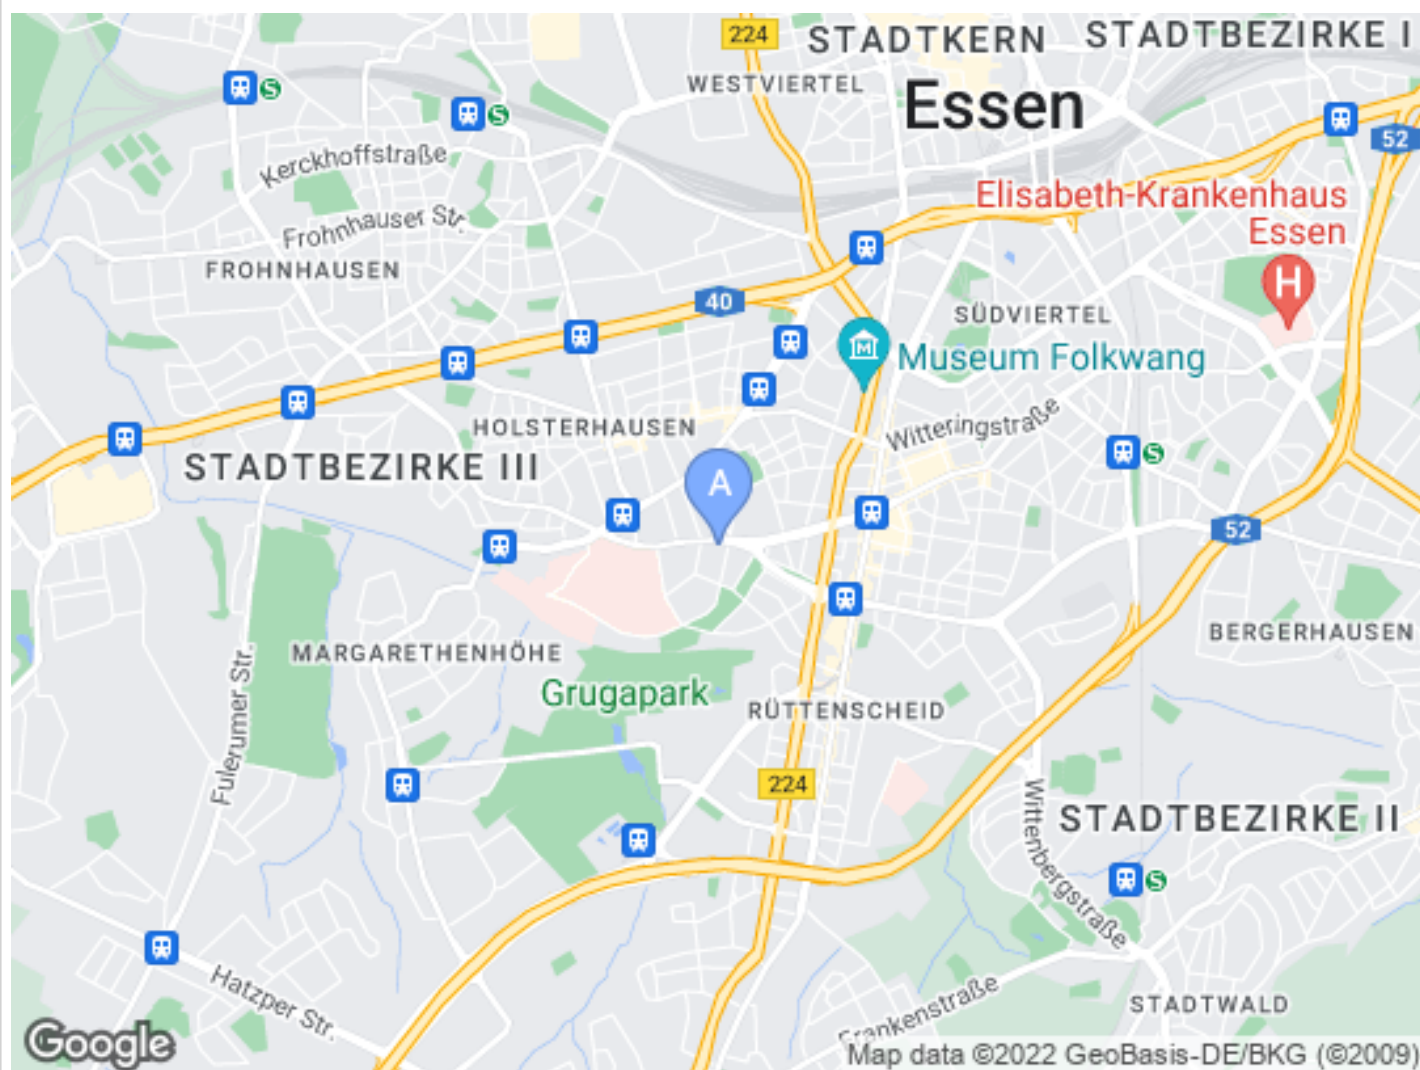 224
STADTKERN
STADTBEZIRKE I
WESTVIERTEL
Essen
S
S
52
Kerckhoffstraße
Elisabeth-Krankenhaus
Essen
H
Frohnhauser Str.
FROHNHAUSEN
40
SÜDVIERTEL
M
Museum Folkwang
HOLSTERHAUSEN
Witteringstraße
STADTBEZIRKE III
S
A
52
BERGERHAUSEN
MARGARETHENHÖHE
Grugapark
RÜTTENSCHEID
Fulerumer Str.
224
STADTBEZIRKE II
Wittenbergstraße
S
Hatzper Str.
Frankenstraße
STADTWALD
Google
Map data ©2022 GeoBasis-DE/BKG (©2009)